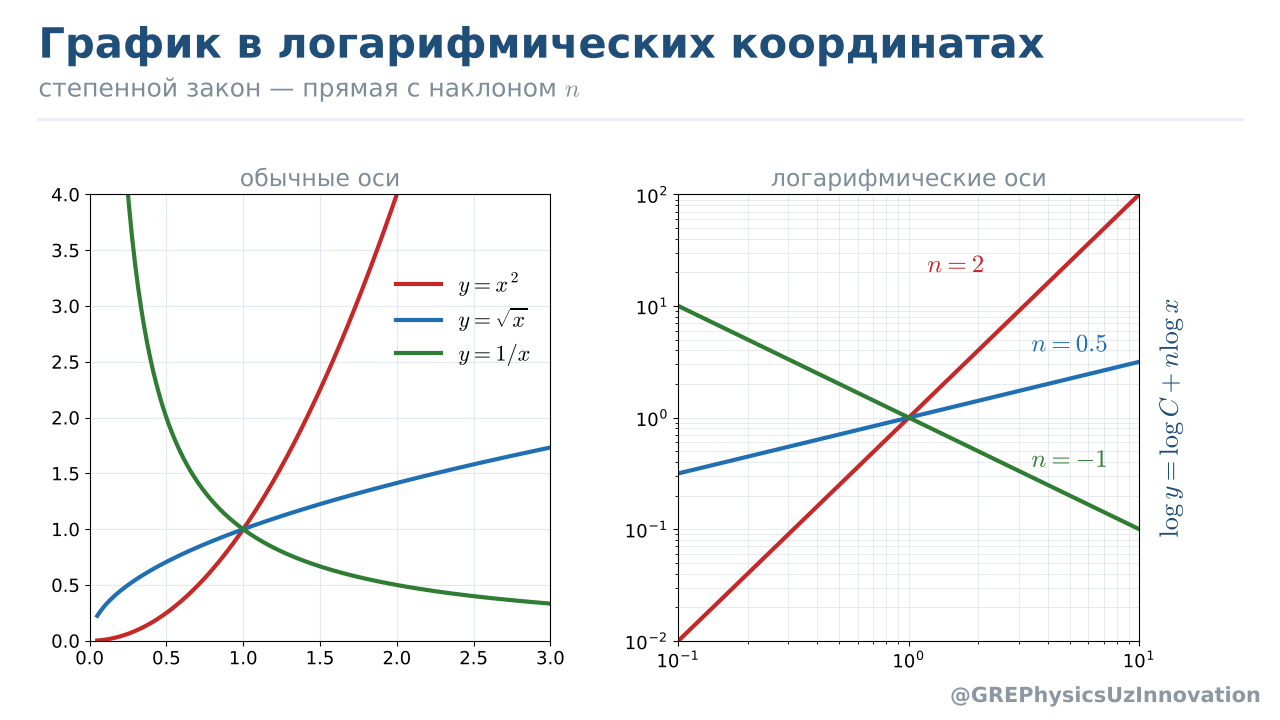 График в логарифмических координатах
степенной закон — прямая с наклоном n
обычные оси
4.0
3.5
3.0
2.5
2.0
1.5
1.0
0.5
0.0
0.0 0.5 1.0 1.5 2.0 2.5 3.0
y = x²
y = √x
y = 1/x
логарифмические оси
10²
10¹
10⁰
10⁻¹
10⁻²
10⁻¹ 10⁰ 10¹
n = 2
n = 0.5
n = −1
log y = log C + n log x
@GREPhysicsUzInnovation